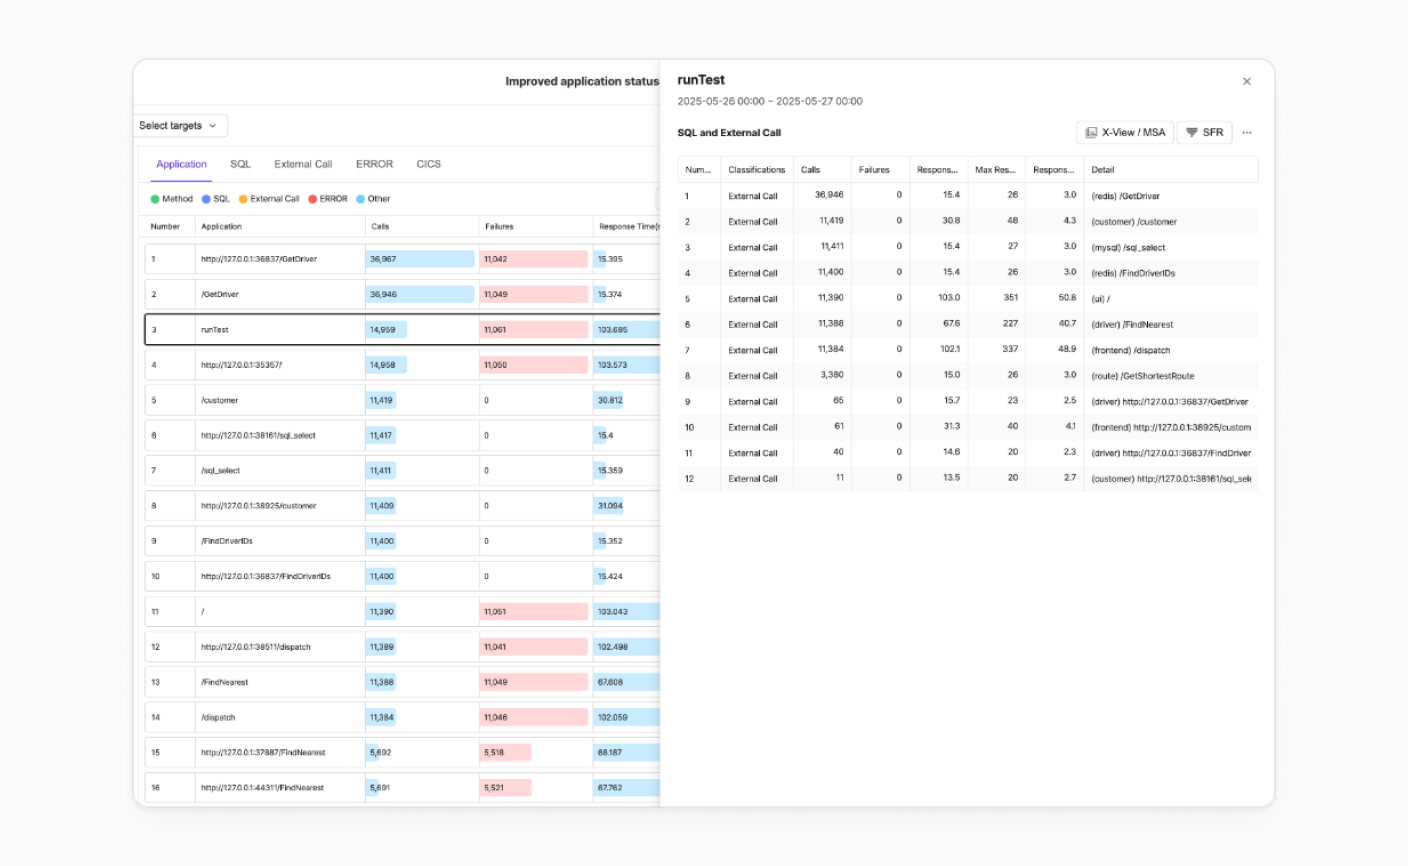 Improved application status
Select targets
Application SQL External Call ERROR CICS
Method SQL External Call ERROR Other
Number Application Calls Failures Response Time(
1 http://127.0.0.1:36837/GetDriver 36,967 11,042 15.395
2 /GetDriver 36,946 11,049 15.374
3 runTest 14,959 11,061 103.685
4 http://127.0.0.1:35357/ 14,958 11,050 103.573
5 /customer 11,419 0 30.812
6 http://127.0.0.1:38161/sql_select 11,417 0 15.4
7 /sql_select 11,411 0 15.359
8 http://127.0.0.1:38925/customer 11,409 0 31.094
9 /FindDriverIDs 11,400 0 15.352
10 http://127.0.0.1:36837/FindDriverIDs 11,400 0 15.424
11 / 11,390 11,051 103.043
12 http://127.0.0.1:38511/dispatch 11,389 11,041 102.498
13 /FindNearest 11,388 11,049 67.608
14 /dispatch 11,384 11,046 102.059
15 http://127.0.0.1:37887/FindNearest 5,692 5,518 68.187
16 http://127.0.0.1:44311/FindNearest 5,691 5,521 67.762
runTest
2025-05-26 00:00 ~ 2025-05-27 00:00
SQL and External Call X-View / MSA SFR ...
Num... Classifications Calls Failures Respons... Max Res... Respons... Detail
1 External Call 36,946 0 15.4 26 3.0 (redis) /GetDriver
2 External Call 11,419 0 30.8 48 4.3 (customer) /customer
3 External Call 11,411 0 15.4 27 3.0 (mysql) /sql_select
4 External Call 11,400 0 15.4 26 3.0 (redis) /FindDriverIDs
5 External Call 11,390 0 103.0 351 50.8 (ui) /
6 External Call 11,388 0 67.6 227 40.7 (driver) /FindNearest
7 External Call 11,384 0 102.1 337 48.9 (frontend) /dispatch
8 External Call 3,380 0 15.0 26 3.0 (route) /GetShortestRoute
9 External Call 65 0 15.7 23 2.5 (driver) http://127.0.0.1:36837/GetDriver
10 External Call 61 0 31.3 40 4.1 (frontend) http://127.0.0.1:38925/custom
11 External Call 40 0 14.6 20 2.3 (driver) http://127.0.0.1:36837/FindDriver
12 External Call 11 0 13.5 20 2.7 (customer) http://127.0.0.1:38161/sql_sele